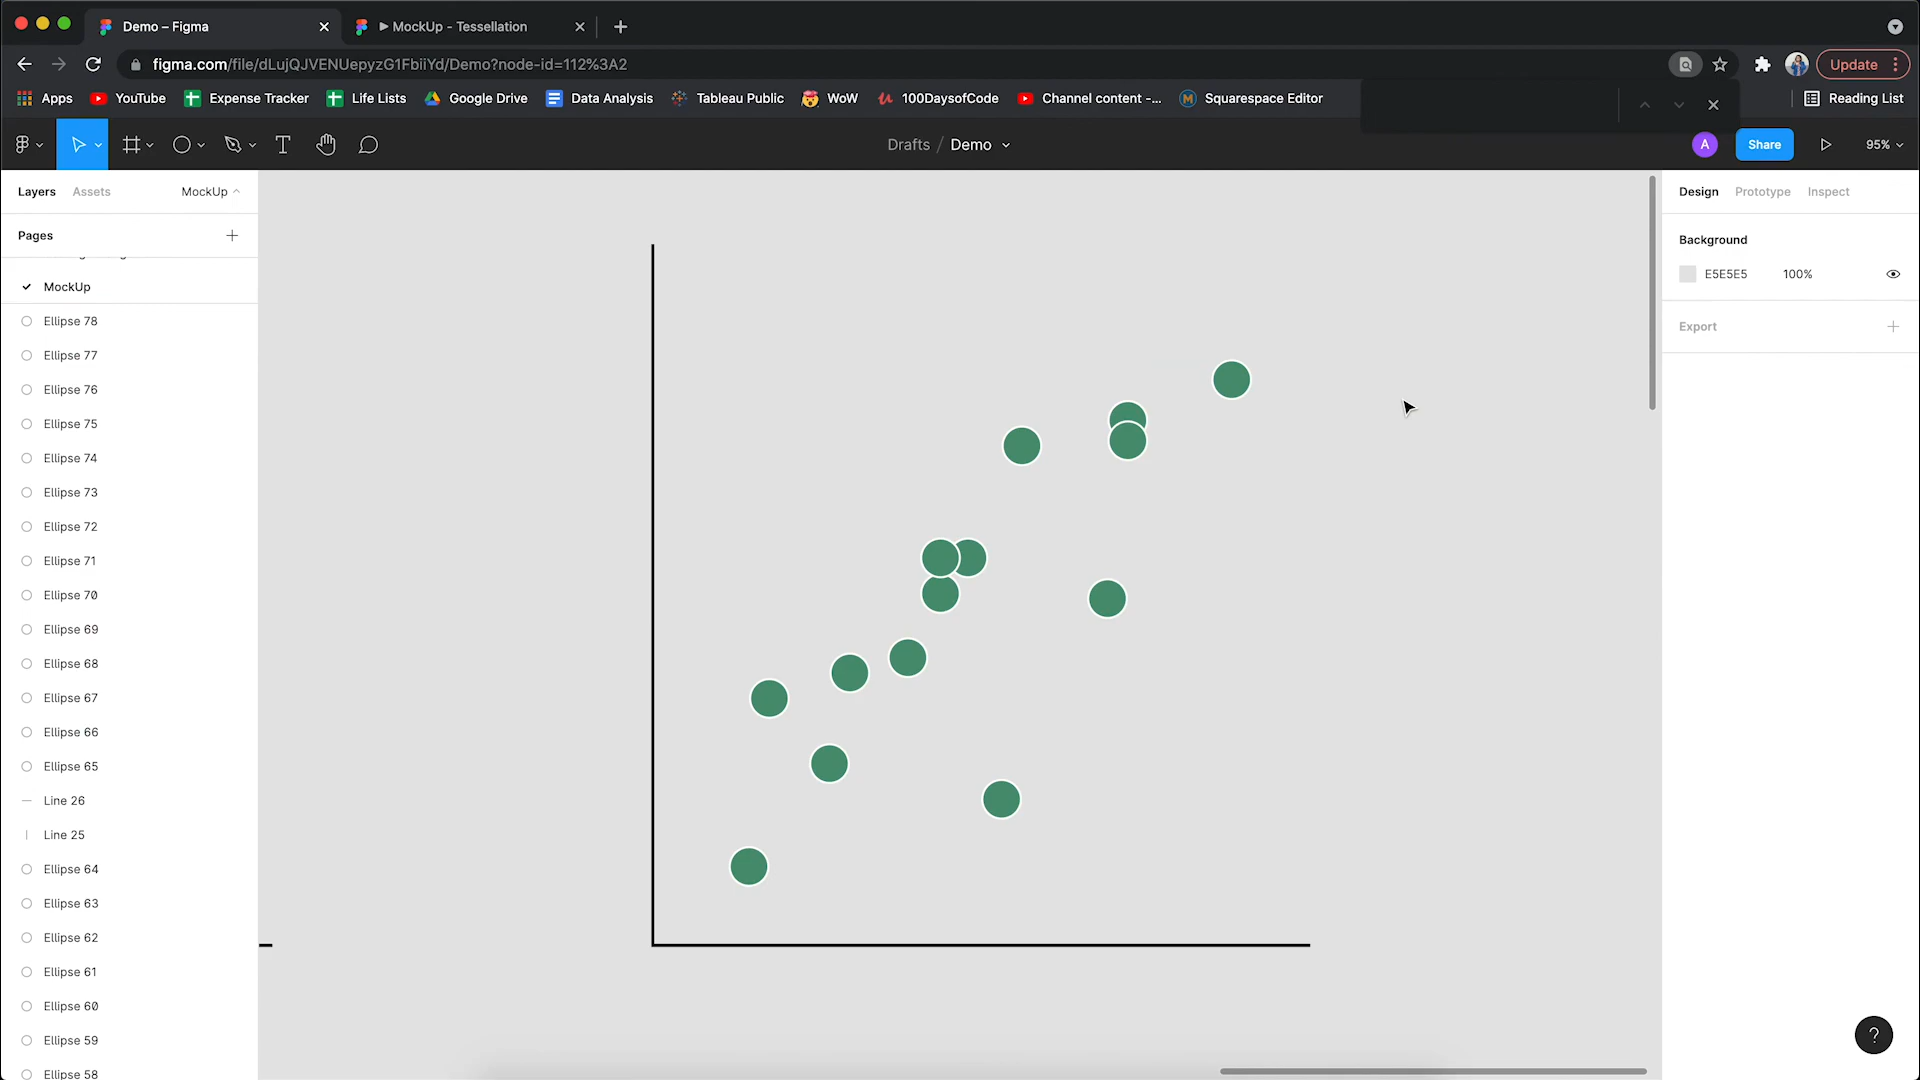 Demo – Figma
▶ MockUp - Tessellation
figma.com/file/dLujQJVENUepyzG1FbiiYd/Demo?node-id=112%3A2
Update
Apps
YouTube
Expense Tracker
Life Lists
Google Drive
Data Analysis
Tableau Public
WoW
100DaysofCode
Channel content -...
Squarespace Editor
Reading List
Drafts / Demo
A
Share
95%
Layers
Assets
MockUp
Design
Prototype
Inspect
Pages
Background
E5E5E5
100%
Export
MockUp
Ellipse 78
Ellipse 77
Ellipse 76
Ellipse 75
Ellipse 74
Ellipse 73
Ellipse 72
Ellipse 71
Ellipse 70
Ellipse 69
Ellipse 68
Ellipse 67
Ellipse 66
Ellipse 65
Line 26
Line 25
Ellipse 64
Ellipse 63
Ellipse 62
Ellipse 61
Ellipse 60
Ellipse 59
Ellipse 58
?